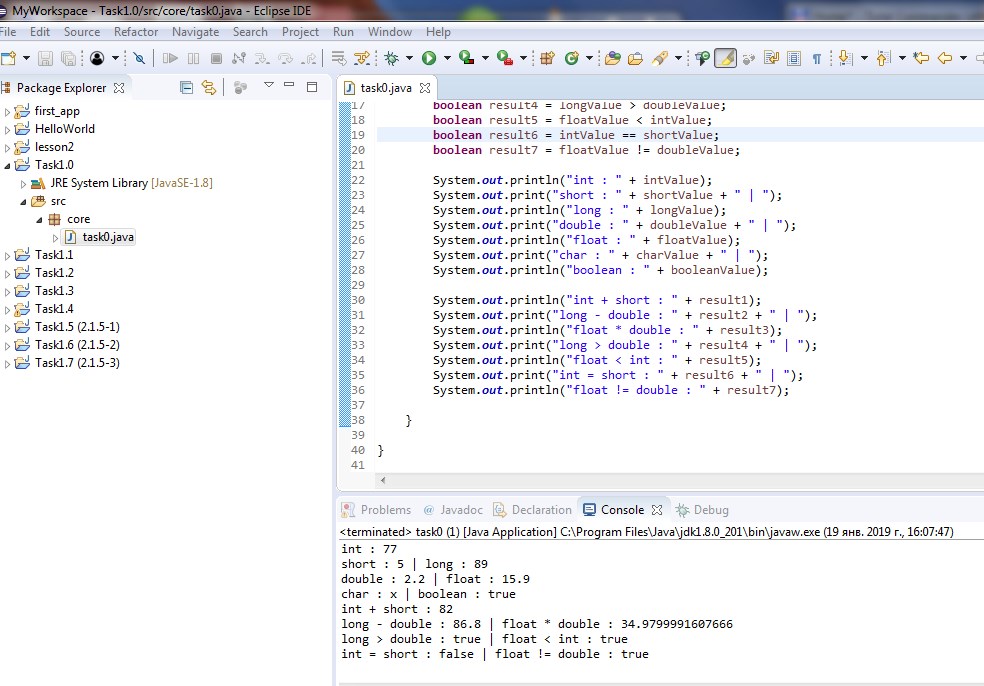 MyWorkspace - Task1.0/src/core/task0.java - Eclipse IDE
File Edit Source Refactor Navigate Search Project Run Window Help
Package Explorer
first_app
HelloWorld
lesson2
Task1.0
JRE System Library [JavaSE-1.8]
src
core
task0.java
Task1.1
Task1.2
Task1.3
Task1.4
Task1.5 (2.1.5-1)
Task1.6 (2.1.5-2)
Task1.7 (2.1.5-3)
task0.java
17 boolean result4 = longValue > doubleValue;
18 boolean result5 = floatValue < intValue;
19 boolean result6 = intValue == shortValue;
20 boolean result7 = floatValue != doubleValue;
21
22 System.out.println("int : " + intValue);
23 System.out.print("short : " + shortValue + " | ");
24 System.out.println("long : " + longValue);
25 System.out.print("double : " + doubleValue + " | ");
26 System.out.println("float : " + floatValue);
27 System.out.print("char : " + charValue + " | ");
28 System.out.println("boolean : " + booleanValue);
29
30 System.out.println("int + short : " + result1);
31 System.out.print("long - double : " + result2 + " | ");
32 System.out.println("float * double : " + result3);
33 System.out.print("long > double : " + result4 + " | ");
34 System.out.println("float < int : " + result5);
35 System.out.print("int = short : " + result6 + " | ");
36 System.out.println("float != double : " + result7);
37
38 }
39
40 }
41
Problems @ Javadoc Declaration Console Debug
<terminated> task0 (1) [Java Application] C:\Program Files\Java\jdk1.8.0_201\bin\javaw.exe (19 янв. 2019 г., 16:07:47)
int : 77
short : 5 | long : 89
double : 2.2 | float : 15.9
char : x | boolean : true
int + short : 82
long - double : 86.8 | float * double : 34.9799991607666
long > double : true | float < int : true
int = short : false | float != double : true